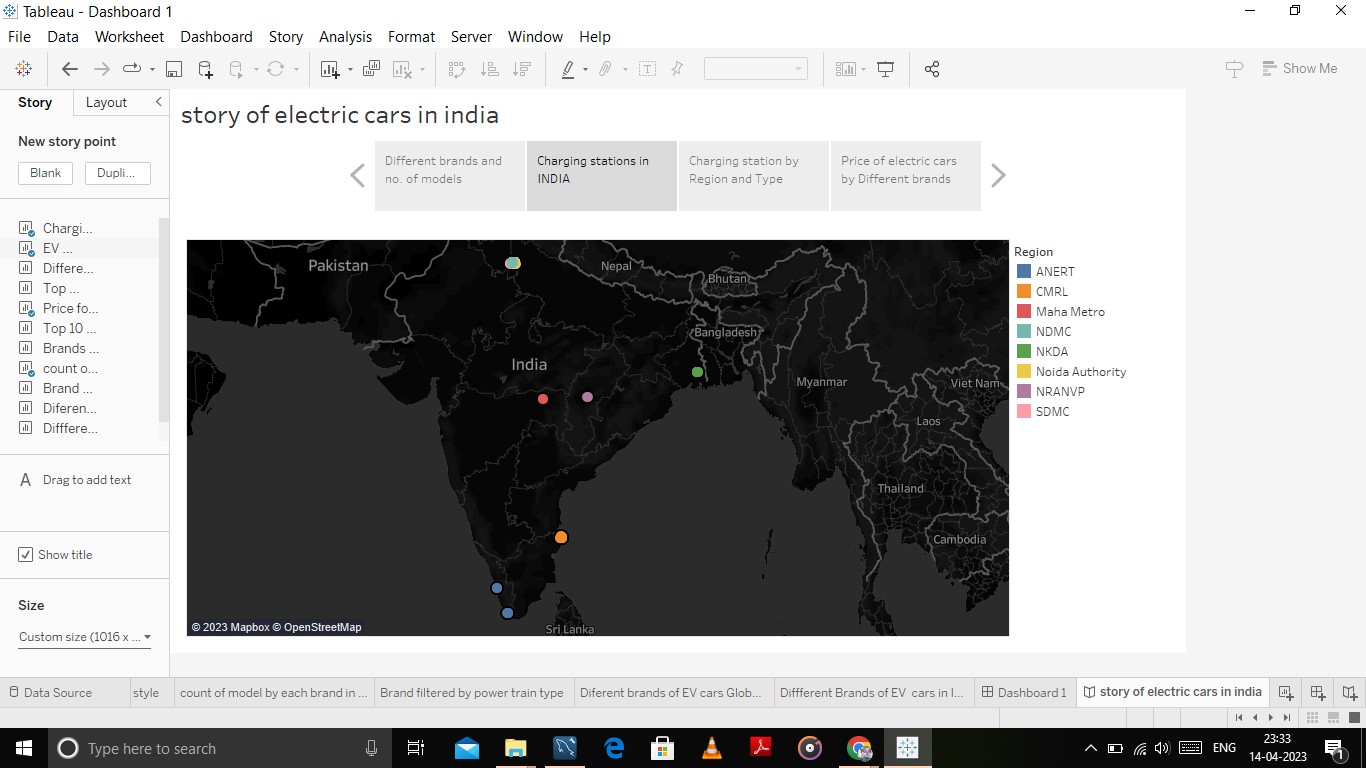 Tableau - Dashboard 1
File Data Worksheet Dashboard Story Analysis Format Server Window Help
Show Me
Story Layout
New story point
Blank Dupli...
Chargi...
EV ...
Differe...
Top ...
Price fo...
Top 10 ...
Brands ...
count o...
Brand ...
Diferen...
Difffere...
A Drag to add text
Show title
Size
Custom size (1016 x ...
story of electric cars in india
Different brands and
no. of models
Charging stations in
INDIA
Charging station by
Region and Type
Price of electric cars
by Different brands
Pakistan
Nepal
Bhutan
Bangladesh
India
Myanmar
Viet Nam
Laos
Thailand
Cambodia
Sri Lanka
© 2023 Mapbox © OpenStreetMap
Region
ANERT
CMRL
Maha Metro
NDMC
NKDA
Noida Authority
NRANVP
SDMC
Data Source style count of model by each brand in ... Brand filtered by power train type Diferent brands of EV cars Glob... Diffferent Brands of EV cars in I... Dashboard 1 story of electric cars in india
Type here to search
ENG
23:33
14-04-2023
1